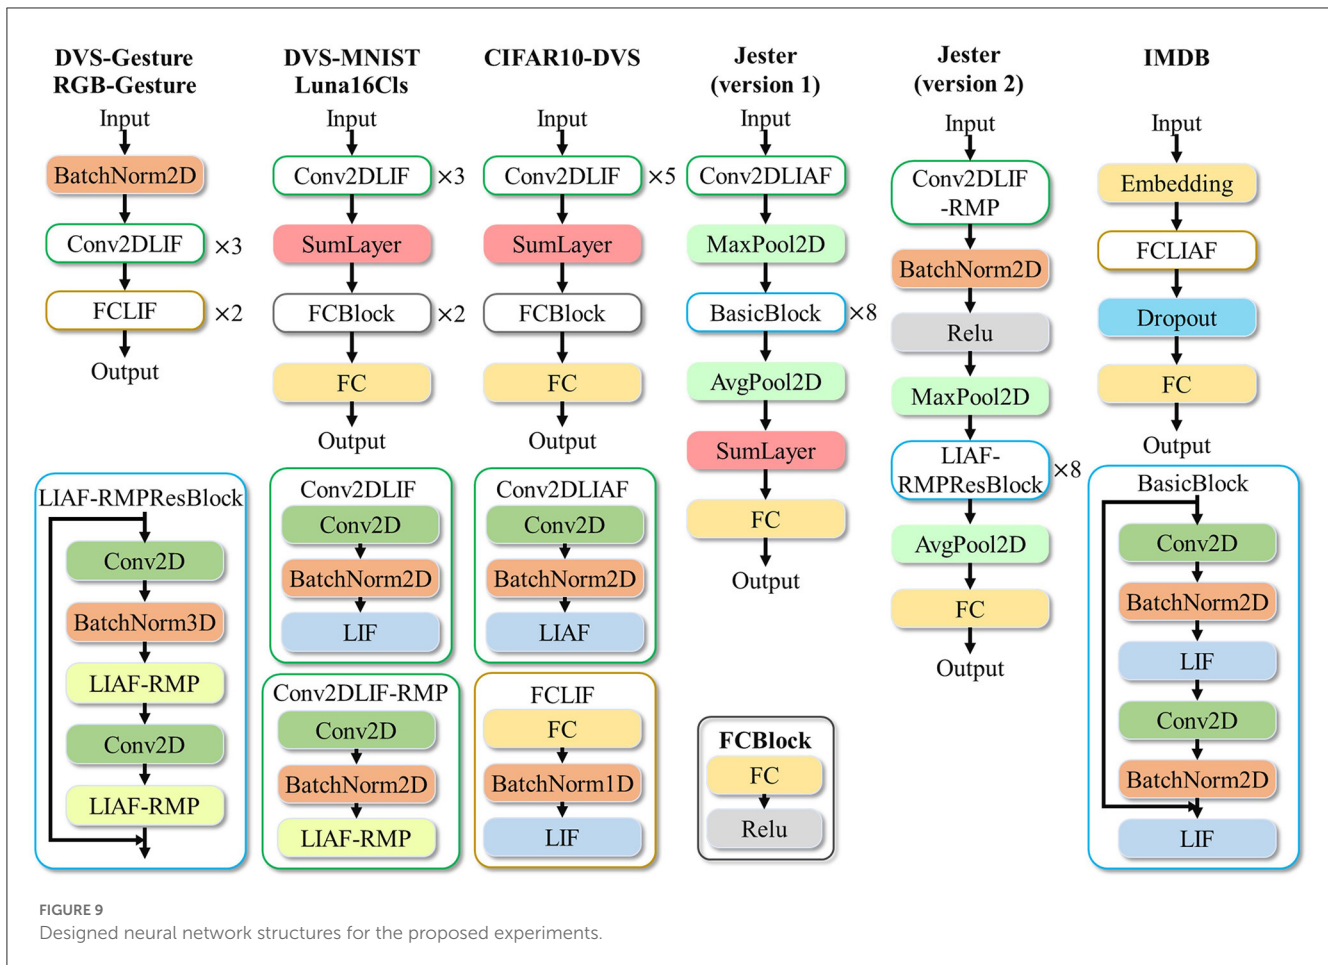 DVS-Gesture
RGB-Gesture
Input
BatchNorm2D
Conv2DLIF
×3
FCLIF
×2
Output
DVS-MNIST
Luna16Cls
Input
Conv2DLIF
×3
SumLayer
FCBlock
×2
FC
Output
CIFAR10-DVS
Input
Conv2DLIF
×5
SumLayer
FCBlock
FC
Output
Jester
(version 1)
Input
Conv2DLIAF
MaxPool2D
BasicBlock
×8
AvgPool2D
SumLayer
FC
Output
Jester
(version 2)
Input
Conv2DLIF
-RMP
BatchNorm2D
Relu
MaxPool2D
LIAF-
RMPResBlock
×8
AvgPool2D
FC
Output
IMDB
Input
Embedding
FCLIAF
Dropout
FC
Output
LIAF-RMPResBlock
Conv2D
BatchNorm3D
LIAF-RMP
Conv2D
LIAF-RMP
Conv2DLIF
Conv2D
BatchNorm2D
LIF
Conv2DLIAF
Conv2D
BatchNorm2D
LIAF
Conv2DLIF-RMP
Conv2D
BatchNorm2D
LIAF-RMP
FCLIF
FC
BatchNorm1D
LIF
FCBlock
FC
Relu
BasicBlock
Conv2D
BatchNorm2D
LIF
Conv2D
BatchNorm2D
LIF
FIGURE 9
Designed neural network structures for the proposed experiments.